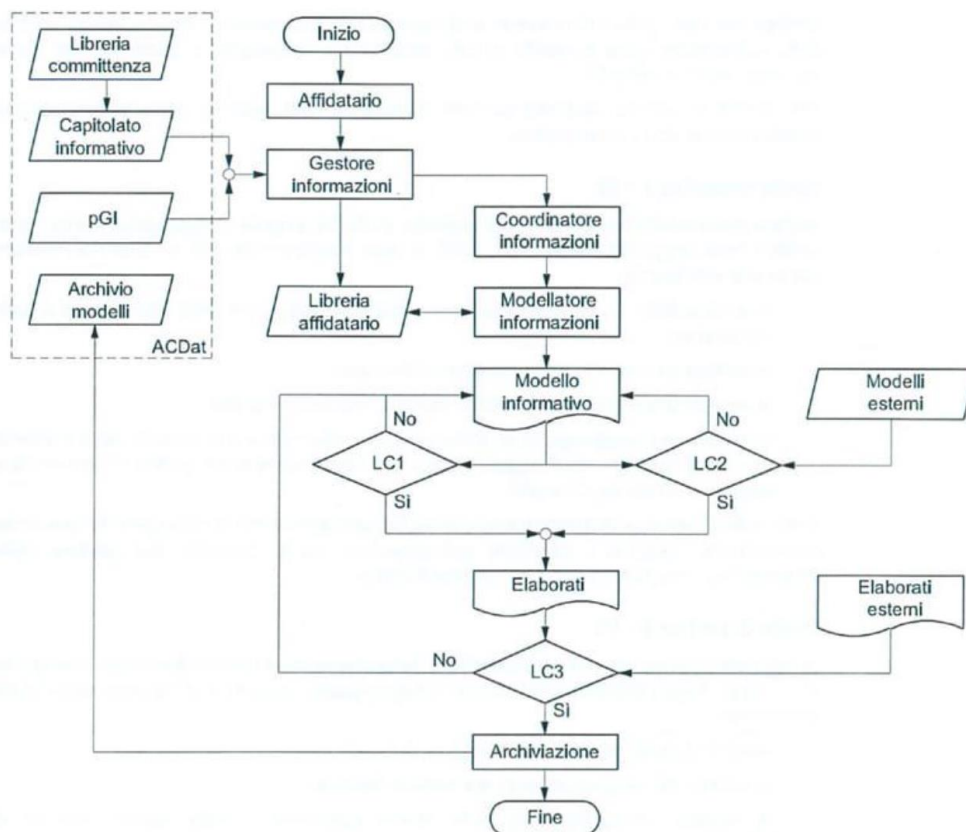 Inizio
Libreria
committenza
Affidatario
Capitolato
informativo
Gestore
informazioni
pGI
Coordinatore
informazioni
Archivio
modelli
Libreria
affidatario
Modellatore
informazioni
ACDat
Modello
informativo
Modelli
esterni
No
No
LC1
LC2
Sì
Sì
Elaborati
Elaborati
esterni
No
LC3
Sì
Archiviazione
Fine